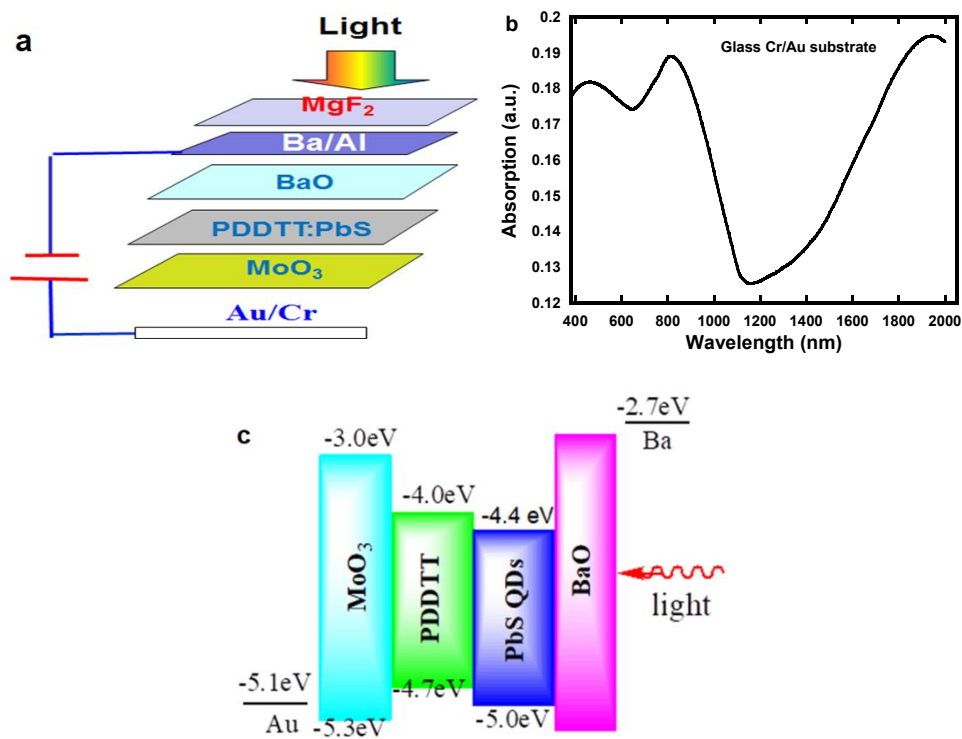 a
Light
MgF₂
Ba/Al
BaO
PDDTT:PbS
MoO₃
Au/Cr
b
0.2
0.19
0.18
0.17
0.16
0.15
0.14
0.13
0.12
Absorption (a.u.)
Glass Cr/Au substrate
400 600 800 1000 1200 1400 1600 1800 2000
Wavelength (nm)
c
-3.0eV
-4.0eV
-4.4 eV
-2.7eV
Ba
MoO₃
PDDTT
PbS QDs
BaO
light
-5.1eV
Au
-5.3eV
-4.7eV
-5.0eV